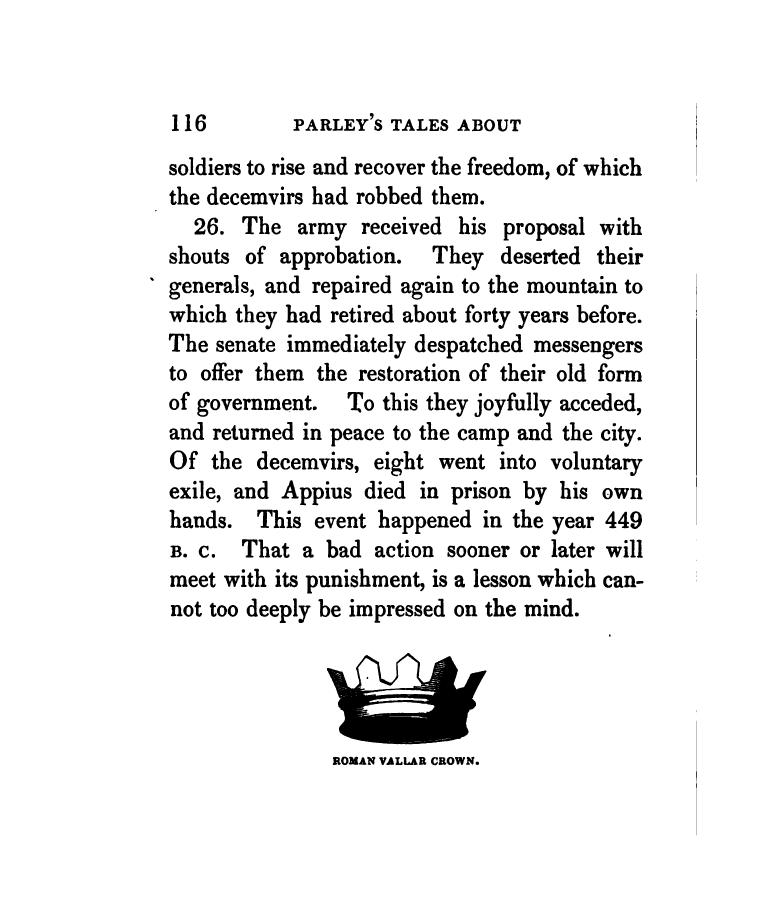 116 PARLEY'S TALES ABOUT
soldiers to rise and recover the freedom, of which
the decemvirs had robbed them.
26. The army received his proposal with
shouts of approbation. They deserted their
generals, and repaired again to the mountain to
which they had retired about forty years before.
The senate immediately despatched messengers
to offer them the restoration of their old form
of government. To this they joyfully acceded,
and returned in peace to the camp and the city.
Of the decemvirs, eight went into voluntary
exile, and Appius died in prison by his own
hands. This event happened in the year 449
B. C. That a bad action sooner or later will
meet with its punishment, is a lesson which can-
not too deeply be impressed on the mind.
ROMAN VALLAR CROWN.